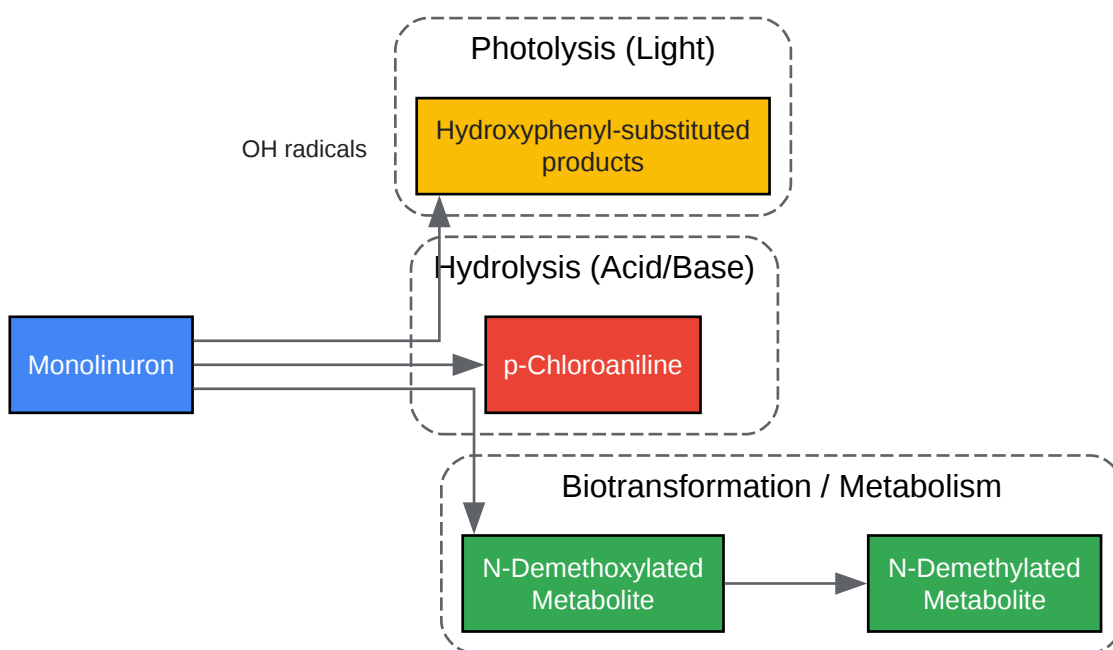 Photolysis (Light)
Hydroxyphenyl-substituted
products
OH radicals
Hydrolysis (Acid/Base)
Monolinuron
p-Chloroaniline
Biotransformation / Metabolism
N-Demethoxylated
Metabolite
N-Demethylated
Metabolite